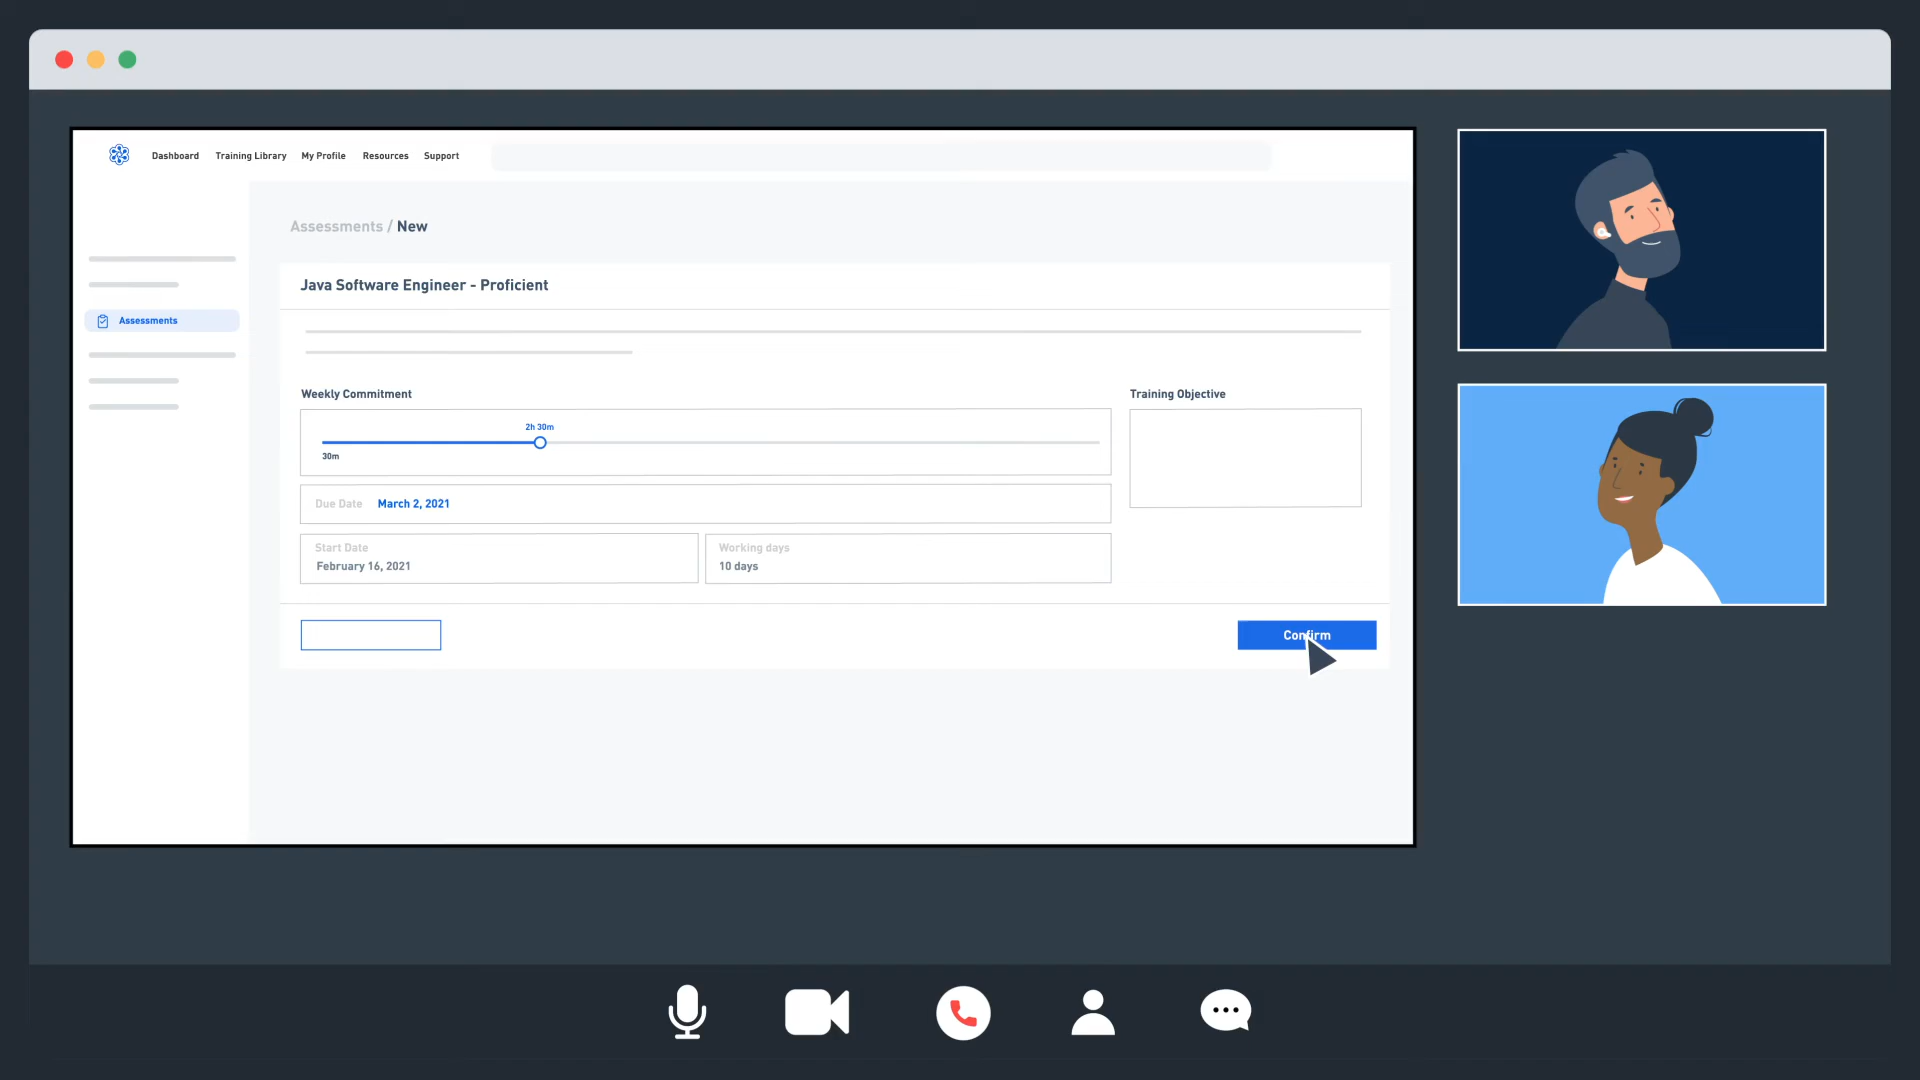 Dashboard Training Library My Profile Resources Support
Assessments / New
Assessments
Java Software Engineer - Proficient
Weekly Commitment
2h 30m
30m
Training Objective
Due Date March 2, 2021
Start Date
February 16, 2021
Working days
10 days
Confirm